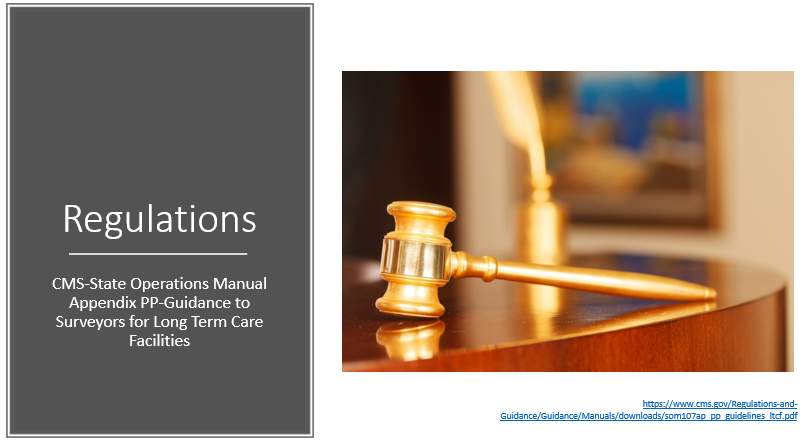 Regulations
CMS-State Operations Manual
Appendix PP-Guidance to
Surveyors for Long Term Care
Facilities
https://www.cms.gov/Regulations-and-
Guidance/Guidance/Manuals/downloads/som107ap_pp_guidelines_ltcf.pdf